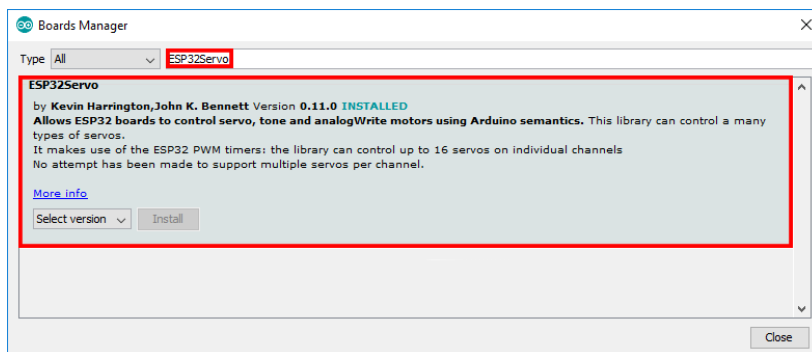 Boards Manager
Type All ESP32Servo
ESP32Servo
by Kevin Harrington,John K. Bennett Version 0.11.0 INSTALLED
Allows ESP32 boards to control servo, tone and analogWrite motors using Arduino semantics. This library can control a many
types of servos.
It makes use of the ESP32 PWM timers: the library can control up to 16 servos on individual channels
No attempt has been made to support multiple servos per channel.
More info
Select version Install
Close